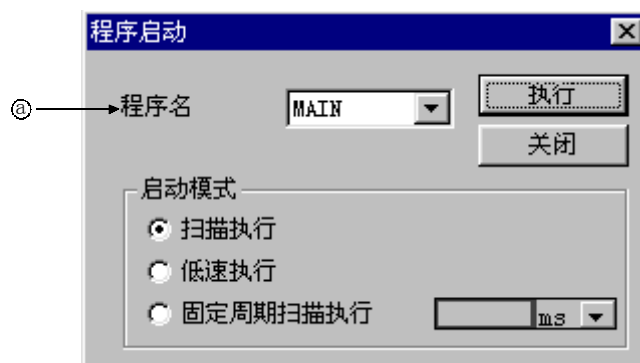 程序启动
ⓐ 程序名 MAIN 执行
关闭
启动模式
扫描执行
低速执行
固定周期扫描执行 ms